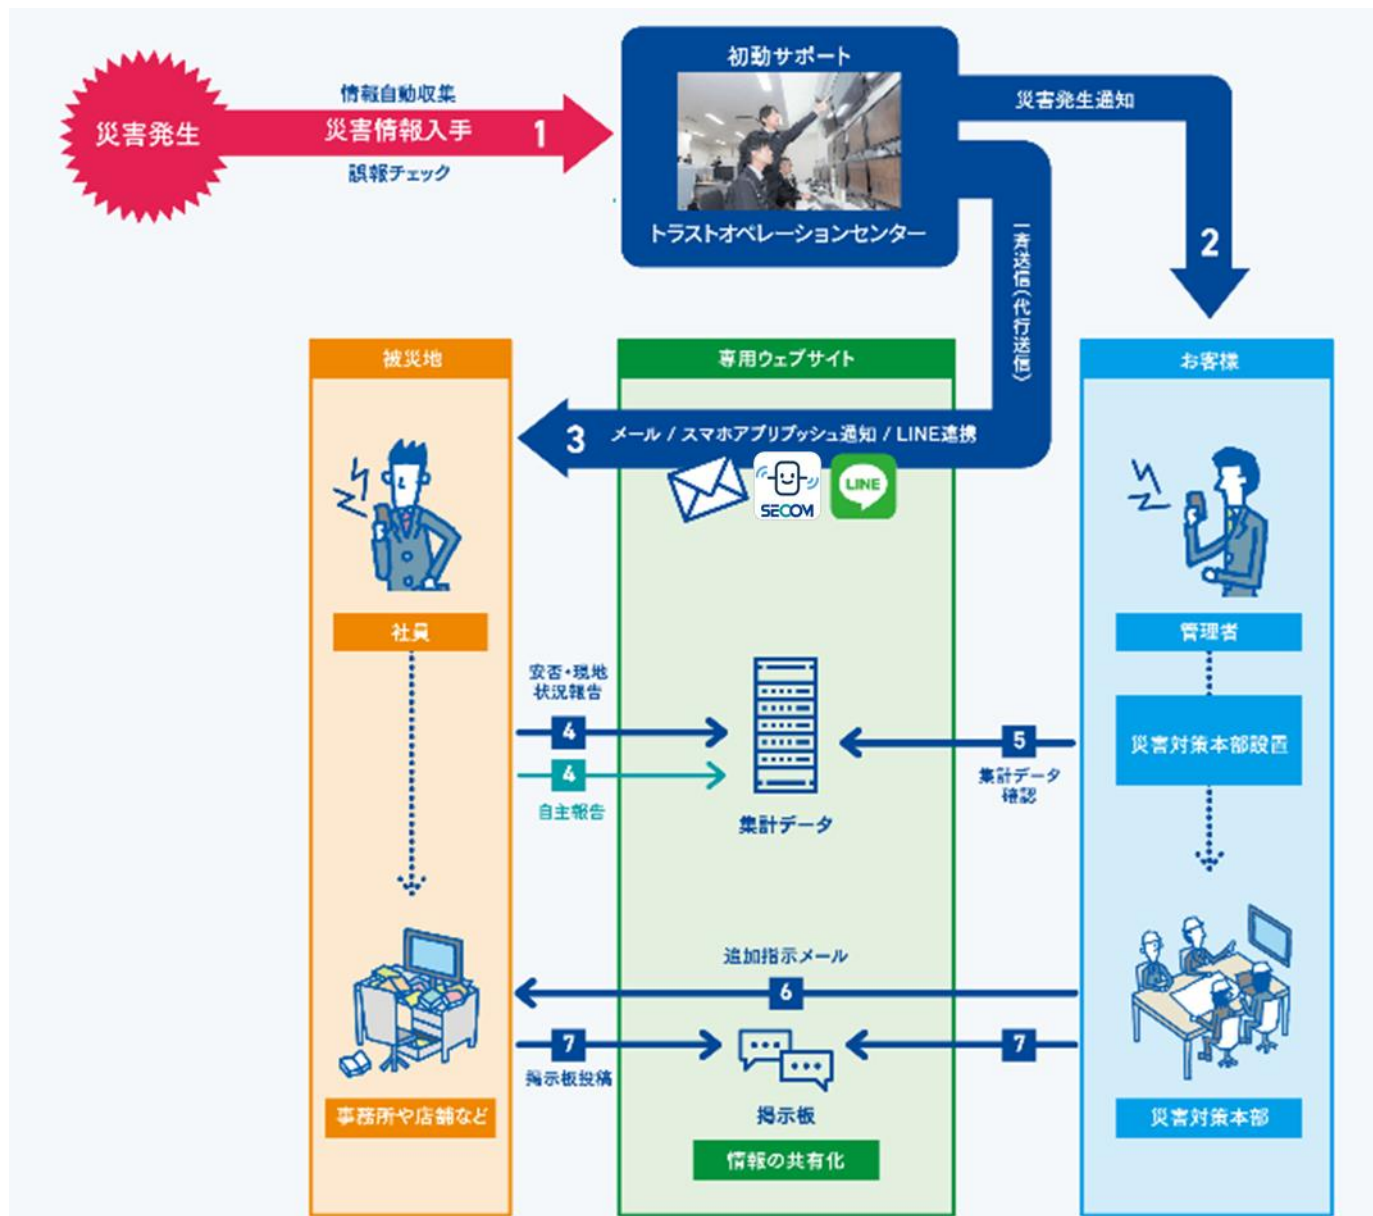 初動サポート
情報自動収集
災害発生
災害情報入手
1
誤報チェック
トラストオペレーションセンター
災害発生通知
2
一斉送信(代行送信)
被災地
専用ウェブサイト
お客様
3
メール / スマホアプリプッシュ通知 / LINE連携
SECOM
LINE
社員
管理者
安否・現地
状況報告
4
4
自主報告
集計データ
5
集計データ
確認
災害対策本部設置
追加指示メール
6
7
掲示板投稿
7
掲示板
事務所や店舗など
災害対策本部
情報の共有化